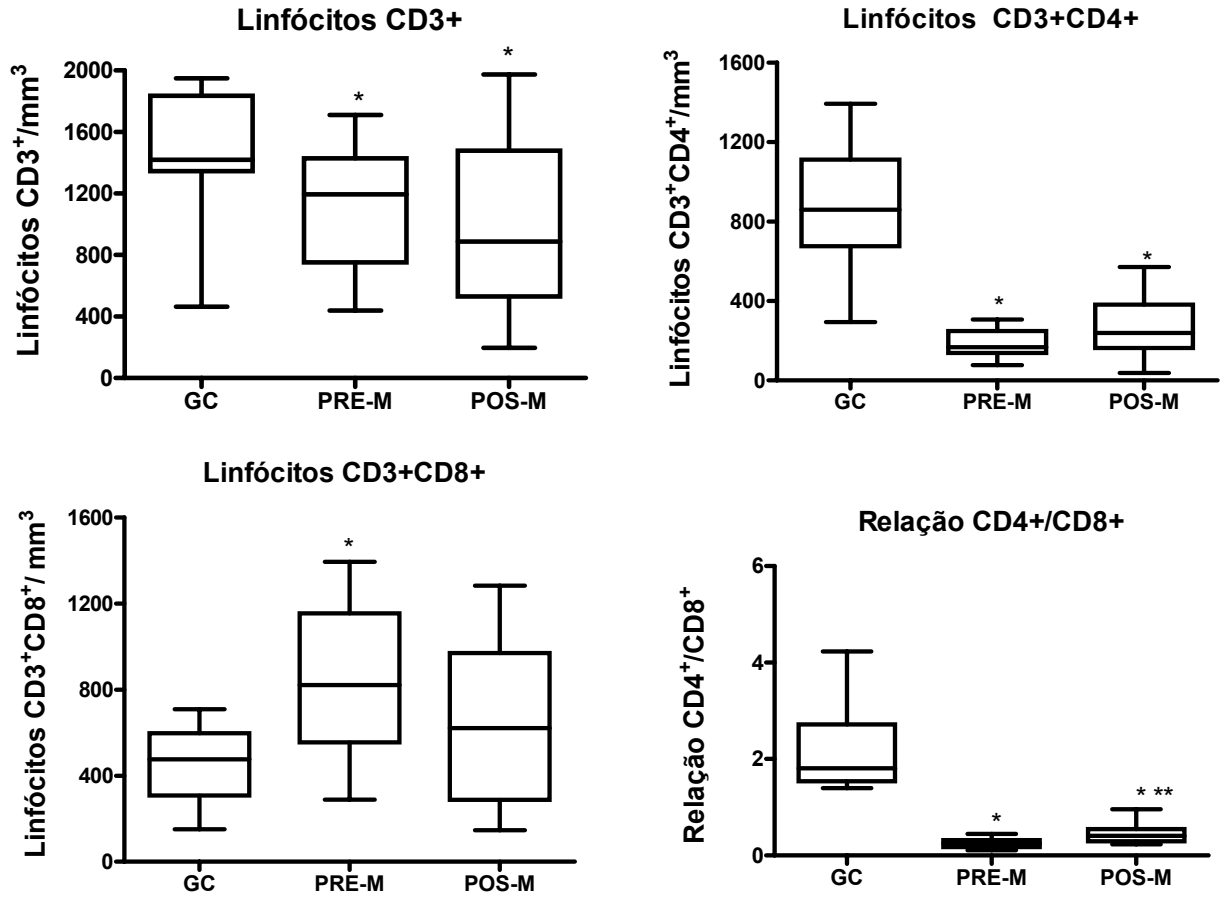 Linfócitos CD3+
Linfócitos CD3⁺/mm³
2000
1600
1200
800
400
0
*
*
GC
PRE-M
POS-M
Linfócitos CD3+CD4+
Linfócitos CD3⁺CD4⁺/mm³
1600
1200
800
400
0
*
*
GC
PRE-M
POS-M
Linfócitos CD3+CD8+
Linfócitos CD3⁺CD8⁺/ mm³
1600
1200
800
400
0
*
GC
PRE-M
POS-M
Relação CD4+/CD8+
Relação CD4⁺/CD8⁺
6
4
2
0
*
* **
GC
PRE-M
POS-M